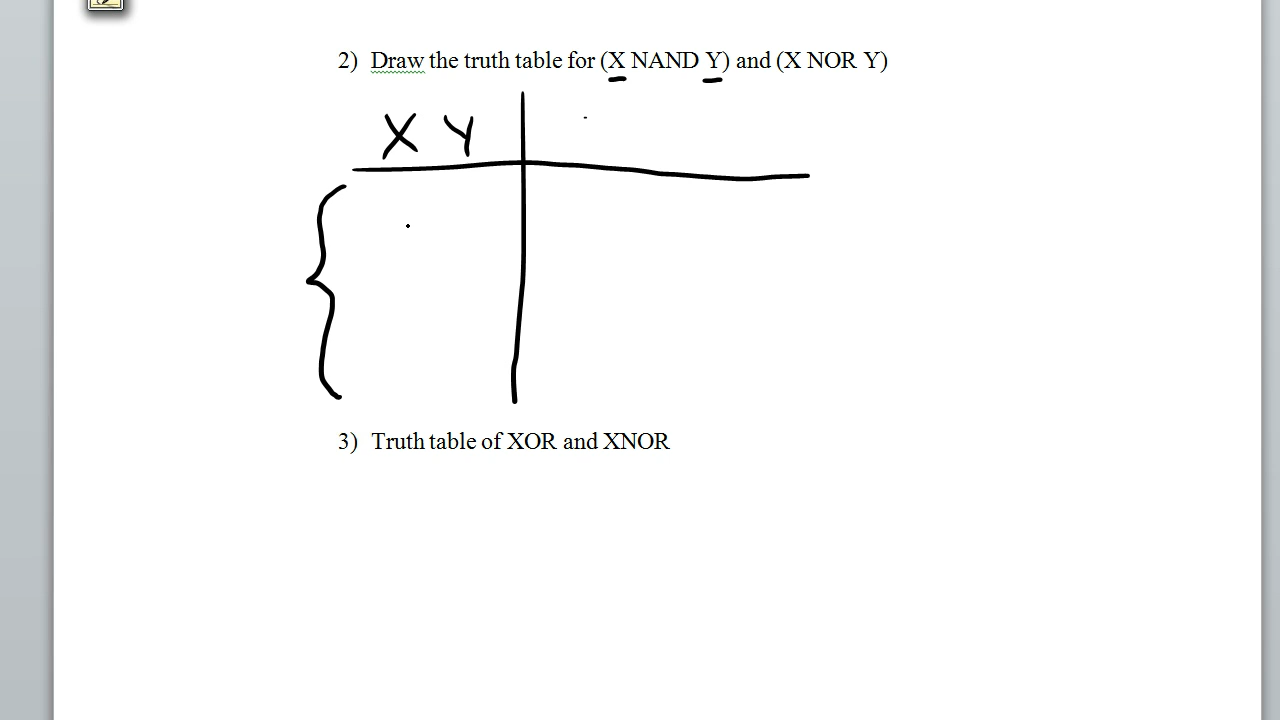 2) Draw the truth table for (X NAND Y) and (X NOR Y)
X Y
3) Truth table of XOR and XNOR